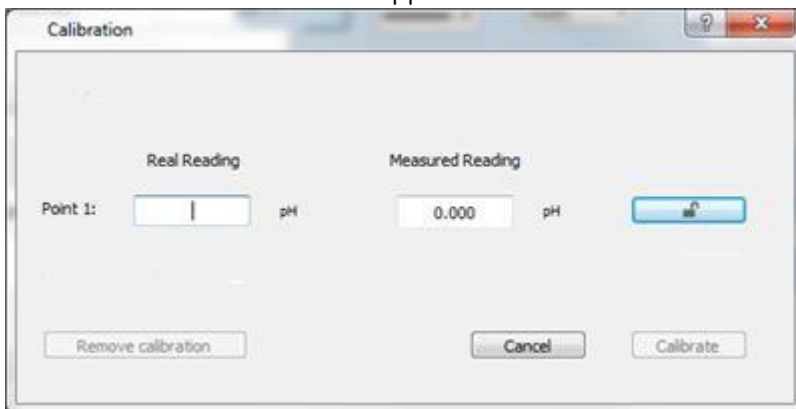 Calibration
Real Reading Measured Reading
Point 1: pH 0.000 pH
Remove calibration Cancel Calibrate